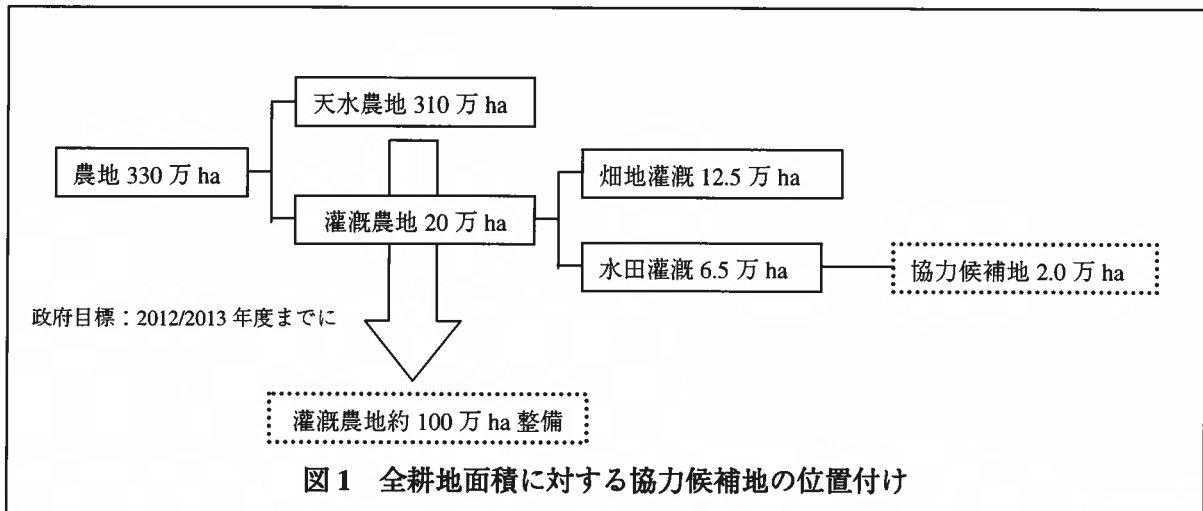 天水農地 310 万 ha
農地 330 万 ha
畑地灌漑 12.5 万 ha
灌漑農地 20 万 ha
水田灌漑 6.5 万 ha
協力候補地 2.0 万 ha
政府目標：2012/2013 年度までに
灌漑農地約 100 万 ha 整備
図 1 全耕地面積に対する協力候補地の位置付け